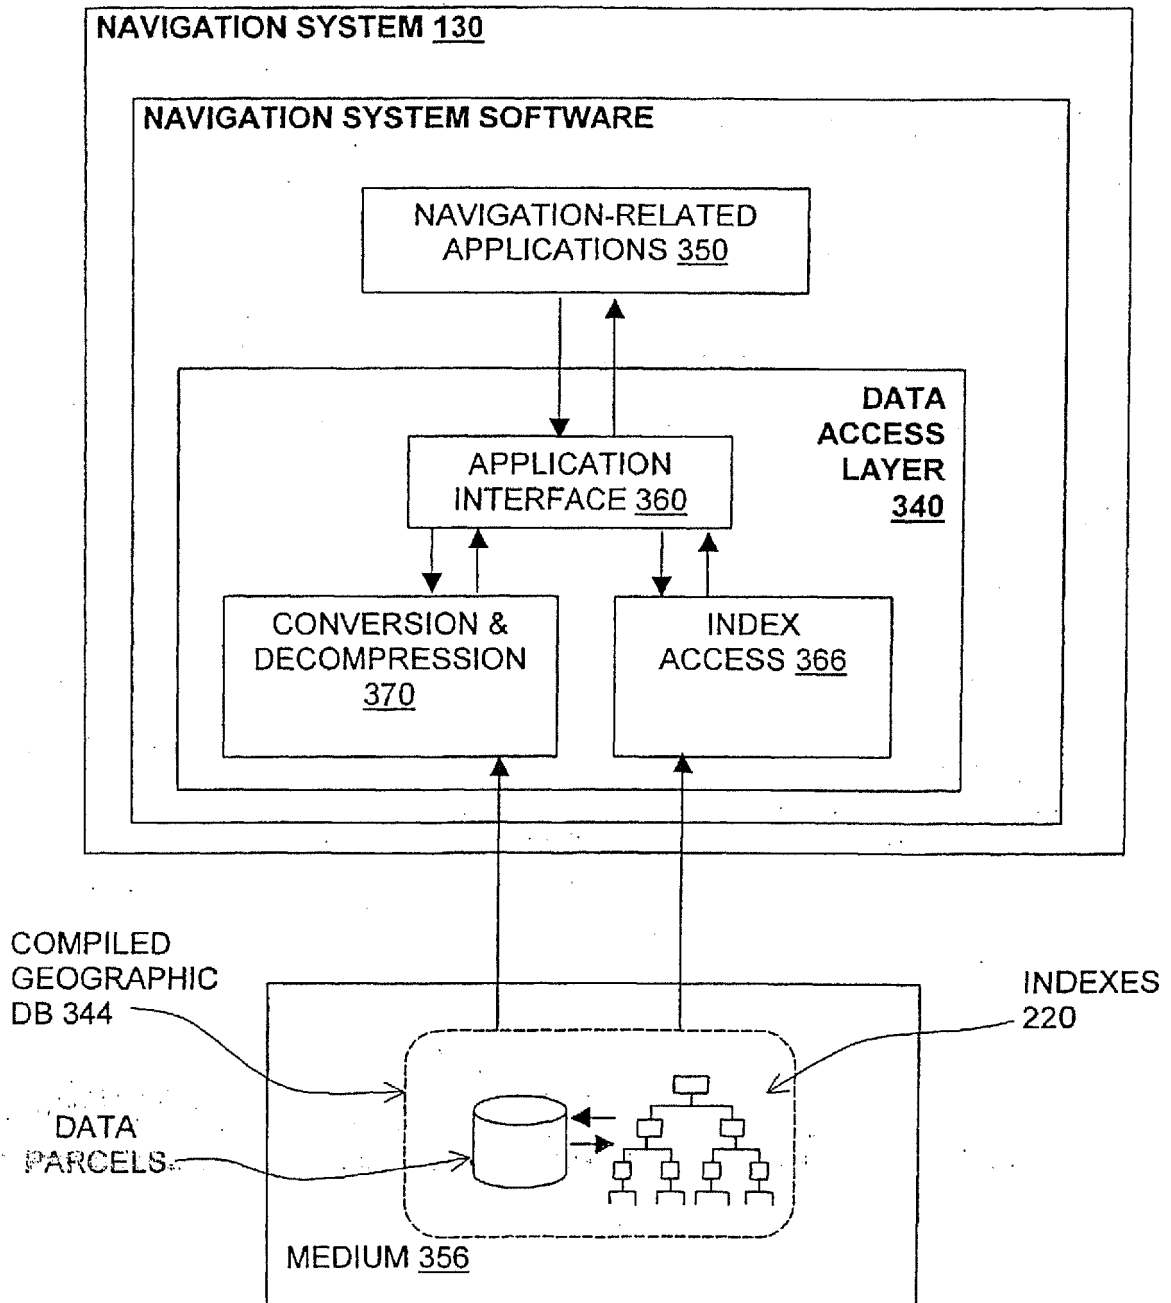 NAVIGATION SYSTEM 130
NAVIGATION SYSTEM SOFTWARE
NAVIGATION-RELATED
APPLICATIONS 350
DATA
ACCESS
LAYER
340
APPLICATION
INTERFACE 360
CONVERSION &
DECOMPRESSION
370
INDEX
ACCESS 366
COMPILED
GEOGRAPHIC
DB 344
INDEXES
220
DATA
PARCELS
MEDIUM 356